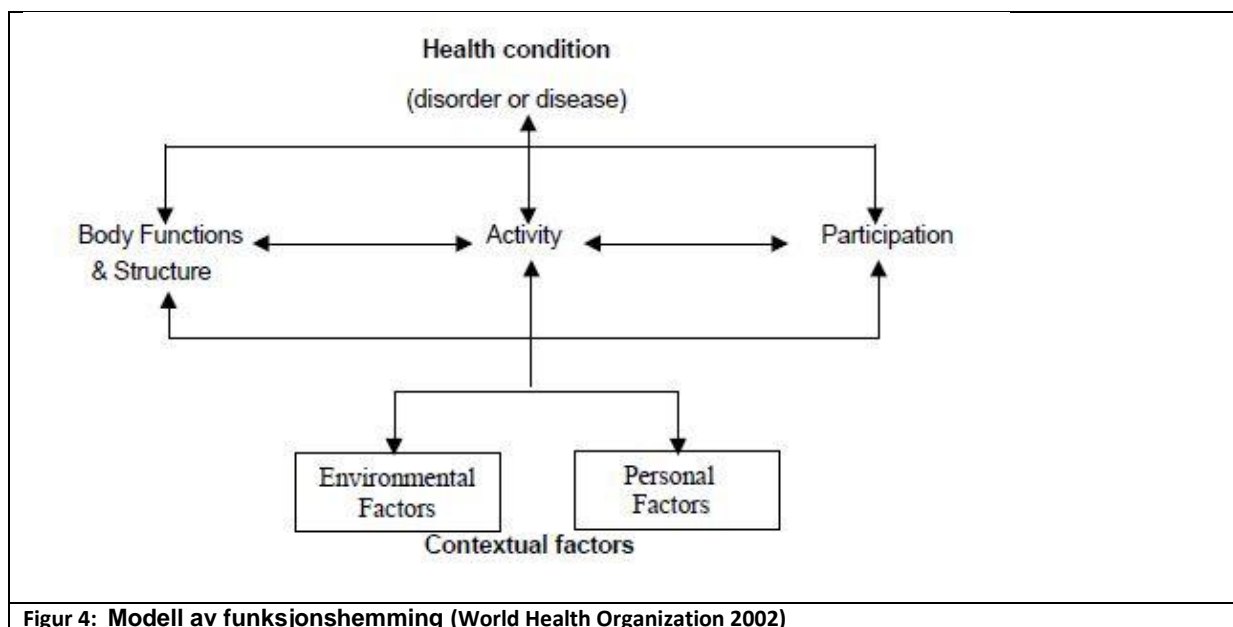 Health condition
(disorder or disease)
Body Functions
& Structure
Activity
Participation
Environmental
Factors
Personal
Factors
Contextual factors
Figur 4: Modell av funksjonshemming (World Health Organization 2002)